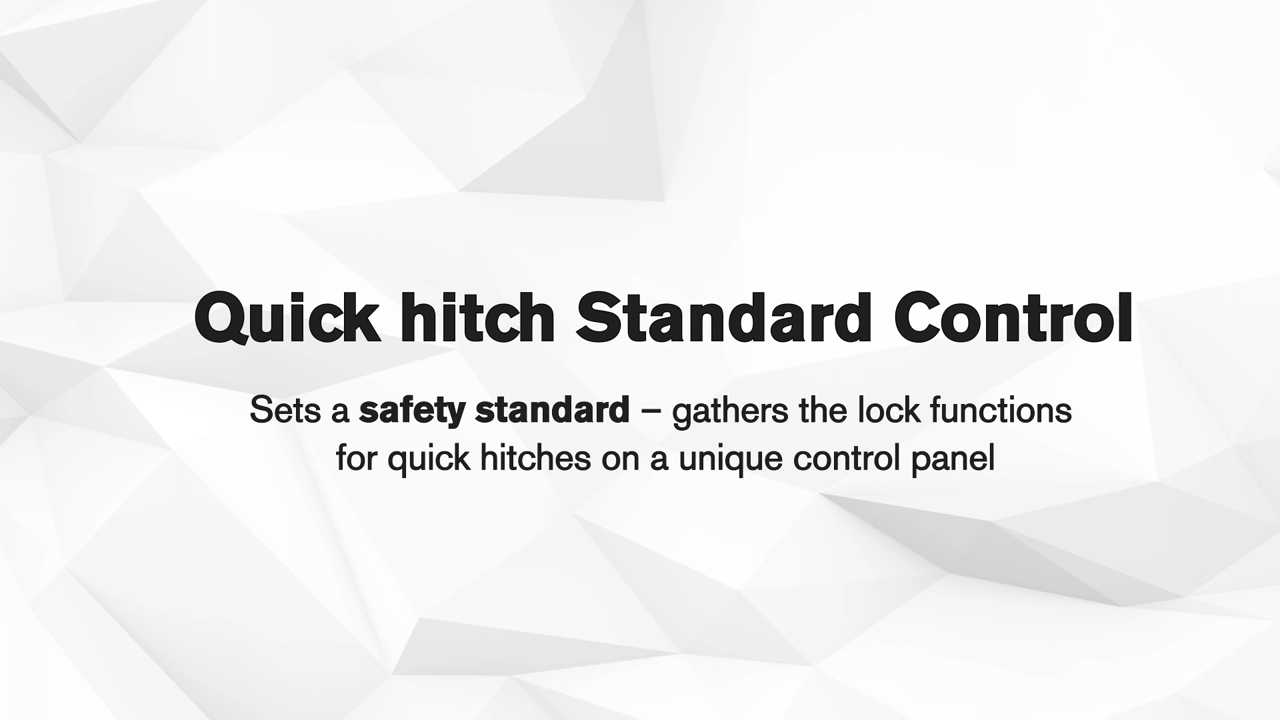 Quick hitch Standard Control
Sets a safety standard – gathers the lock functions
for quick hitches on a unique control panel